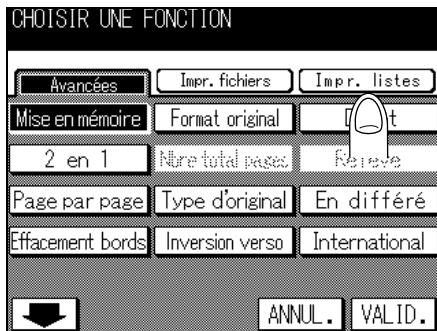 CHOISIR UNE FONCTION
Avancées Impr. fichiers Impr. listes
Mise en mémoire Format original
2 en 1 Nbre total pages Relève
Page par page Type d'original En différé
Effacement bords Inversion verso International
ANNUL. VALID.